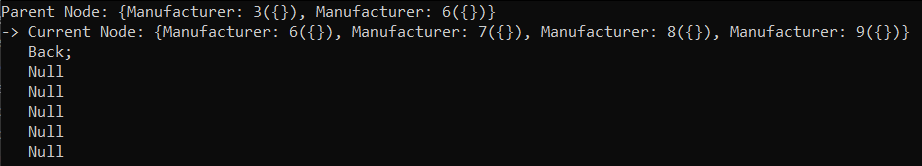 Parent Node: {Manufacturer: 3({}), Manufacturer: 6({})}
-> Current Node: {Manufacturer: 6({}), Manufacturer: 7({}), Manufacturer: 8({}), Manufacturer: 9({})}
Back;
Null
Null
Null
Null
Null